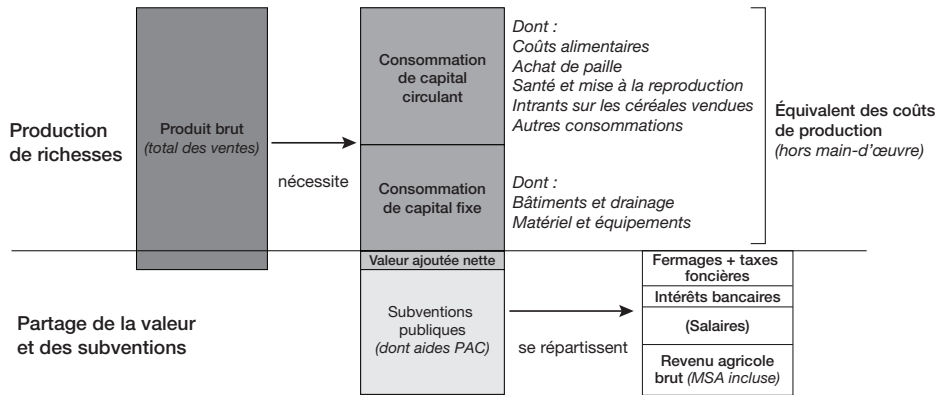 Production
de richesses
Produit brut
(total des ventes)
nécessite
Consommation
de capital
circulant
Dont :
Coûts alimentaires
Achat de paille
Santé et mise à la reproduction
Intrants sur les céréales vendues
Autres consommations
Consommation
de capital fixe
Dont :
Bâtiments et drainage
Matériel et équipements
Équivalent des coûts
de production
(hors main-d’œuvre)
Partage de la valeur
et des subventions
Valeur ajoutée nette
Subventions
publiques
(dont aides PAC)
se répartissent
Fermages + taxes
foncières
Intérêts bancaires
(Salaires)
Revenu agricole
brut (MSA incluse)